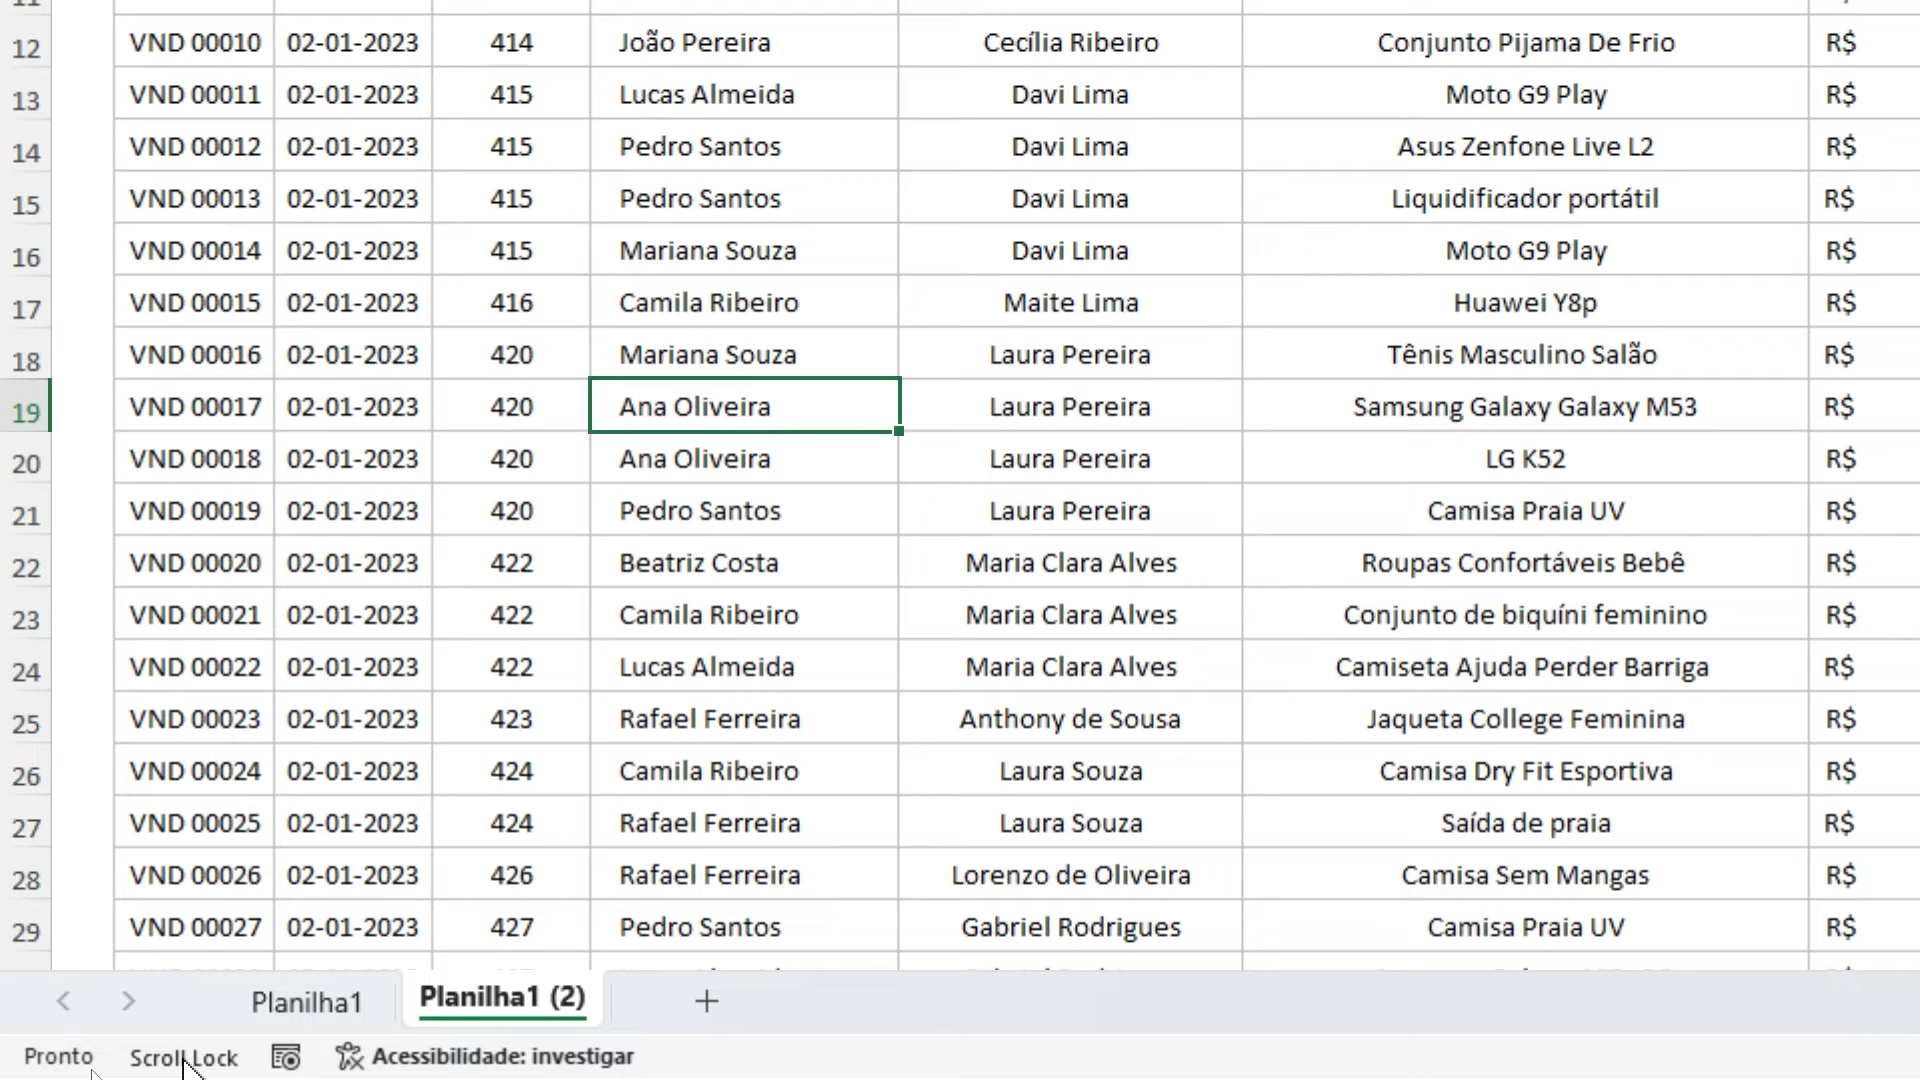 12 VND 00010 02-01-2023 414 João Pereira Cecília Ribeiro Conjunto Pijama De Frio R$
13 VND 00011 02-01-2023 415 Lucas Almeida Davi Lima Moto G9 Play R$
14 VND 00012 02-01-2023 415 Pedro Santos Davi Lima Asus Zenfone Live L2 R$
15 VND 00013 02-01-2023 415 Pedro Santos Davi Lima Liquidificador portátil R$
16 VND 00014 02-01-2023 415 Mariana Souza Davi Lima Moto G9 Play R$
17 VND 00015 02-01-2023 416 Camila Ribeiro Maite Lima Huawei Y8p R$
18 VND 00016 02-01-2023 420 Mariana Souza Laura Pereira Tênis Masculino Salão R$
19 VND 00017 02-01-2023 420 Ana Oliveira Laura Pereira Samsung Galaxy Galaxy M53 R$
20 VND 00018 02-01-2023 420 Ana Oliveira Laura Pereira LG K52 R$
21 VND 00019 02-01-2023 420 Pedro Santos Laura Pereira Camisa Praia UV R$
22 VND 00020 02-01-2023 422 Beatriz Costa Maria Clara Alves Roupas Confortáveis Bebê R$
23 VND 00021 02-01-2023 422 Camila Ribeiro Maria Clara Alves Conjunto de biquíni feminino R$
24 VND 00022 02-01-2023 422 Lucas Almeida Maria Clara Alves Camiseta Ajuda Perder Barriga R$
25 VND 00023 02-01-2023 423 Rafael Ferreira Anthony de Sousa Jaqueta College Feminina R$
26 VND 00024 02-01-2023 424 Camila Ribeiro Laura Souza Camisa Dry Fit Esportiva R$
27 VND 00025 02-01-2023 424 Rafael Ferreira Laura Souza Saída de praia R$
28 VND 00026 02-01-2023 426 Rafael Ferreira Lorenzo de Oliveira Camisa Sem Mangas R$
29 VND 00027 02-01-2023 427 Pedro Santos Gabriel Rodrigues Camisa Praia UV R$
Planilha1 Planilha1 (2)
Pronto Scroll Lock Acessibilidade: investigar